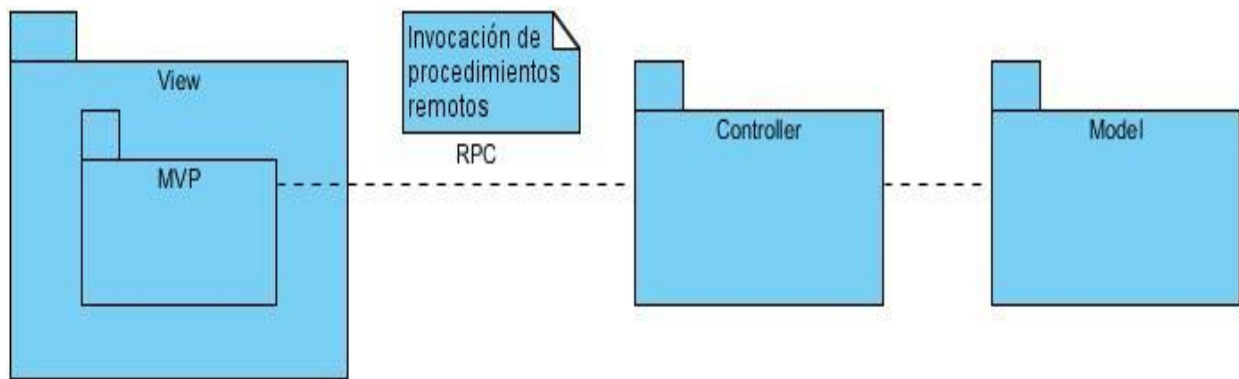 View
MVP
Invocación de
procedimientos
remotos
RPC
Controller
Model